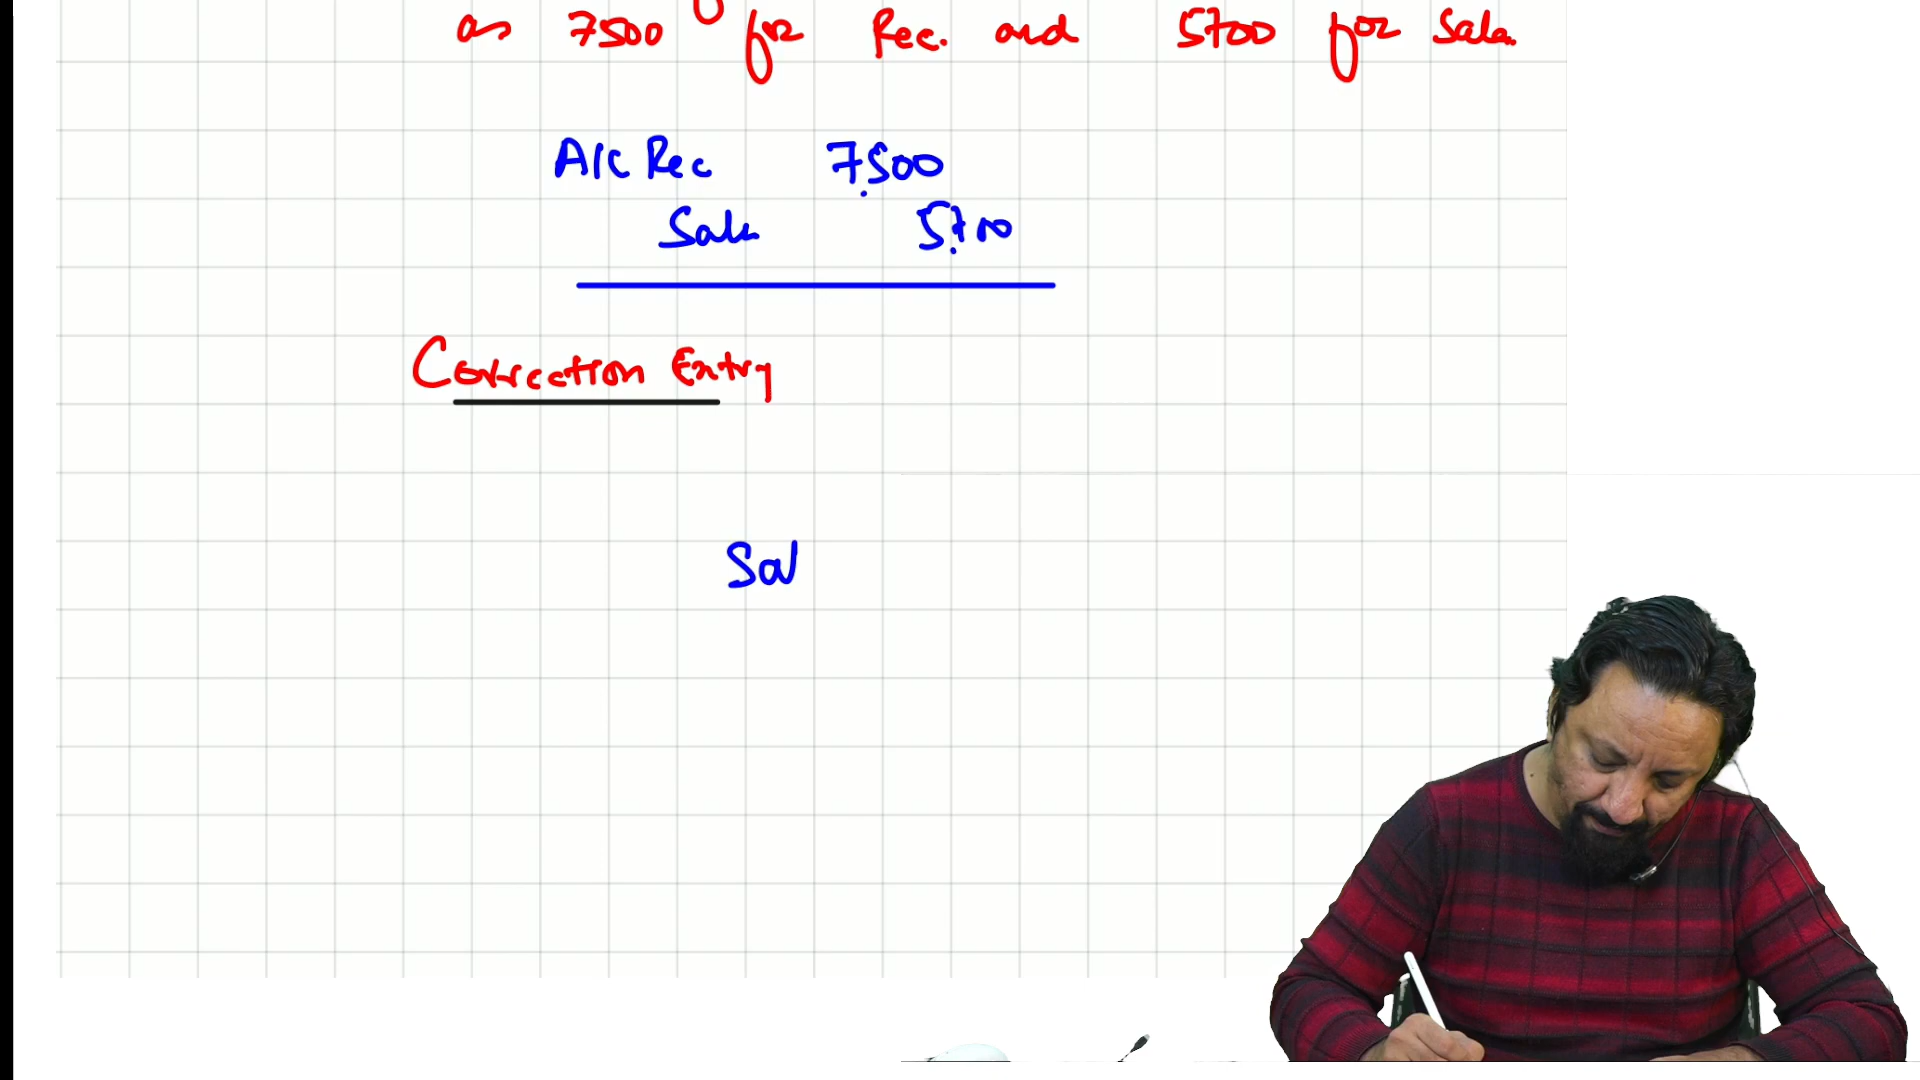 as 7500 for Rec. and 5700 for Sale.
A/C Rec 7500
Sale 5700
Correction Entry
Sal